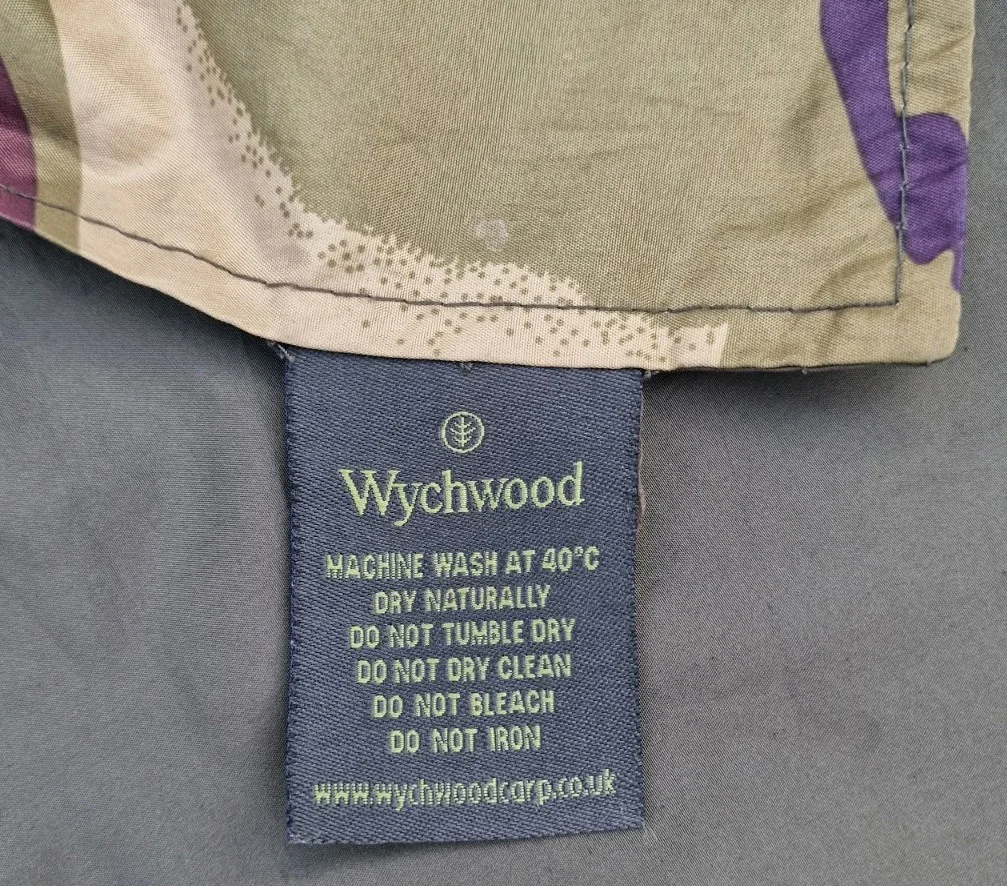 Wychwood
MACHINE WASH AT 40°C
DRY NATURALLY
DO NOT TUMBLE DRY
DO NOT DRY CLEAN
DO NOT BLEACH
DO NOT IRON
www.wychwoodcarp.co.uk